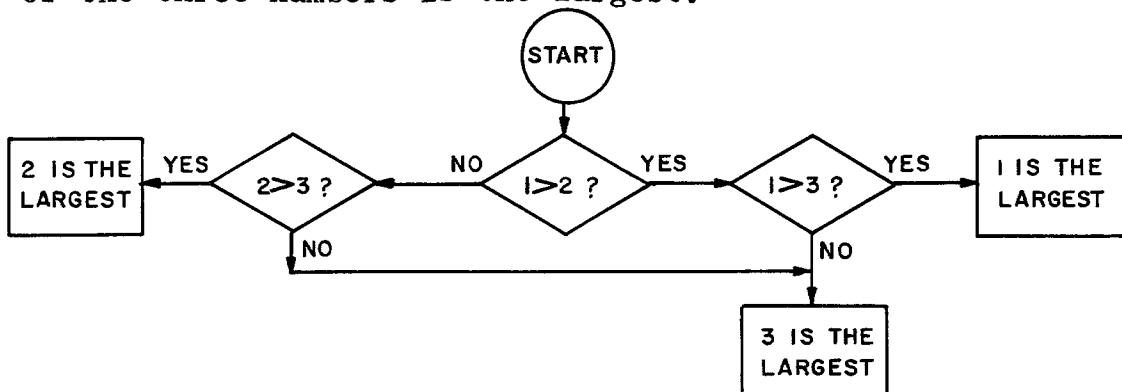 of the three numbers is the largest.
START
2 IS THE
LARGEST
YES
2>3 ?
NO
1>2 ?
YES
1>3 ?
YES
1 IS THE
LARGEST
NO
NO
3 IS THE
LARGEST